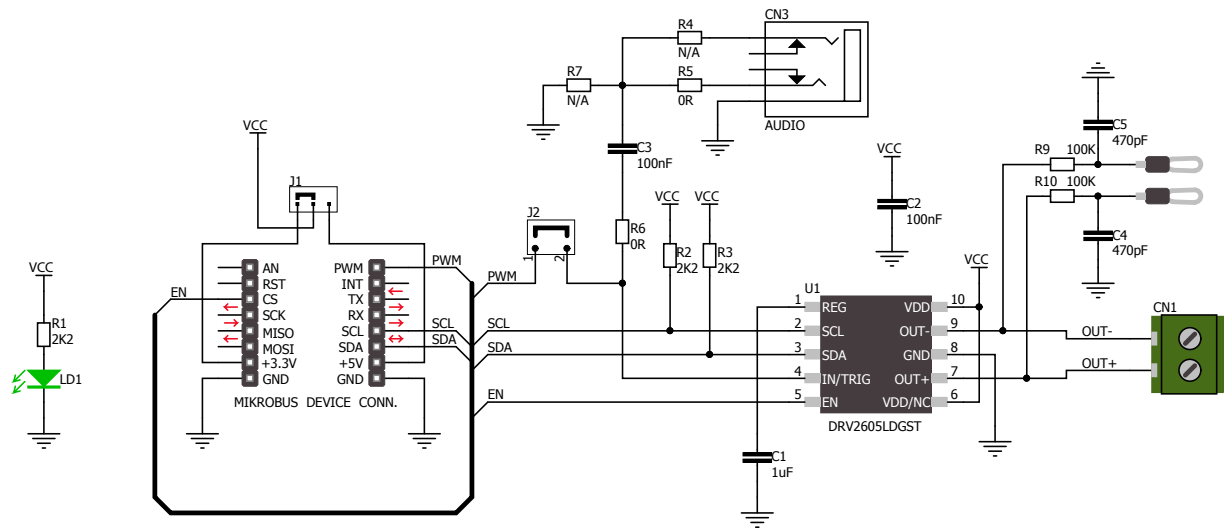 CN3
R4
N/A
R7
N/A
R5
0R
AUDIO
C5
470pF
VCC
C3
100nF
R9 100K
VCC
R10 100K
J1
VCC
VCC
C2
100nF
J2
R6
0R
R2
2K2
R3
2K2
C4
470pF
1
2
VCC
AN
RST
CS
SCK
MISO
MOSI
+3.3V
GND
PWM
INT
TX
RX
SCL
SDA
+5V
GND
MIKROBUS DEVICE CONN.
PWM
SCL
SDA
EN
PWM
SCL
SDA
EN
VCC
U1
1 REG
2 SCL
3 SDA
4 IN/TRIG
5 EN
VDD 10
OUT- 9
GND 8
OUT+ 7
VDD/NC 6
DRV2605LDGST
CN1
OUT-
OUT+
R1
2K2
LD1
C1
1uF